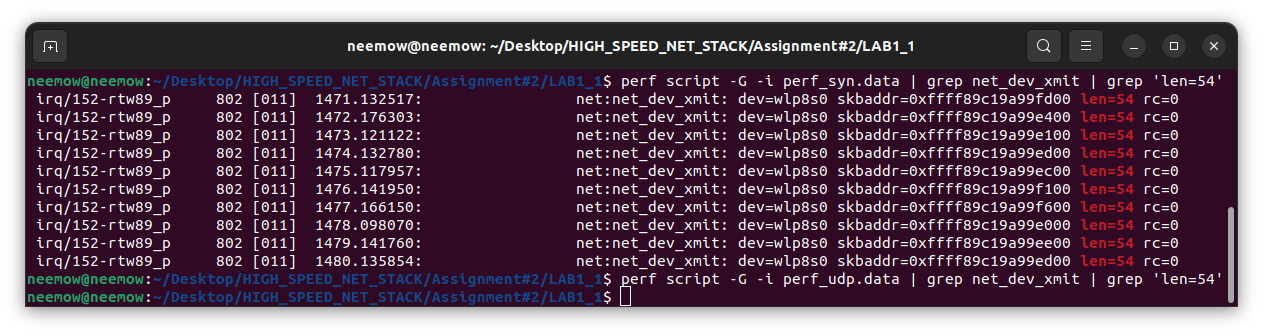 neemow@neemow: ~/Desktop/HIGH_SPEED_NET_STACK/Assignment#2/LAB1_1
neemow@neemow:~/Desktop/HIGH_SPEED_NET_STACK/Assignment#2/LAB1_1$ perf script -G -i perf_syn.data | grep net_dev_xmit | grep 'len=54'
irq/152-rtw89_p     802 [011]  1471.132517:                 net:net_dev_xmit: dev=wlp8s0 skbaddr=0xffff89c19a99fd00 len=54 rc=0
irq/152-rtw89_p     802 [011]  1472.176303:                 net:net_dev_xmit: dev=wlp8s0 skbaddr=0xffff89c19a99e400 len=54 rc=0
irq/152-rtw89_p     802 [011]  1473.121122:                 net:net_dev_xmit: dev=wlp8s0 skbaddr=0xffff89c19a99e100 len=54 rc=0
irq/152-rtw89_p     802 [011]  1474.132780:                 net:net_dev_xmit: dev=wlp8s0 skbaddr=0xffff89c19a99ed00 len=54 rc=0
irq/152-rtw89_p     802 [011]  1475.117957:                 net:net_dev_xmit: dev=wlp8s0 skbaddr=0xffff89c19a99ec00 len=54 rc=0
irq/152-rtw89_p     802 [011]  1476.141950:                 net:net_dev_xmit: dev=wlp8s0 skbaddr=0xffff89c19a99f100 len=54 rc=0
irq/152-rtw89_p     802 [011]  1477.166150:                 net:net_dev_xmit: dev=wlp8s0 skbaddr=0xffff89c19a99f600 len=54 rc=0
irq/152-rtw89_p     802 [011]  1478.098070:                 net:net_dev_xmit: dev=wlp8s0 skbaddr=0xffff89c19a99e000 len=54 rc=0
irq/152-rtw89_p     802 [011]  1479.141760:                 net:net_dev_xmit: dev=wlp8s0 skbaddr=0xffff89c19a99ee00 len=54 rc=0
irq/152-rtw89_p     802 [011]  1480.135854:                 net:net_dev_xmit: dev=wlp8s0 skbaddr=0xffff89c19a99ed00 len=54 rc=0
neemow@neemow:~/Desktop/HIGH_SPEED_NET_STACK/Assignment#2/LAB1_1$ perf script -G -i perf_udp.data | grep net_dev_xmit | grep 'len=54'
neemow@neemow:~/Desktop/HIGH_SPEED_NET_STACK/Assignment#2/LAB1_1$